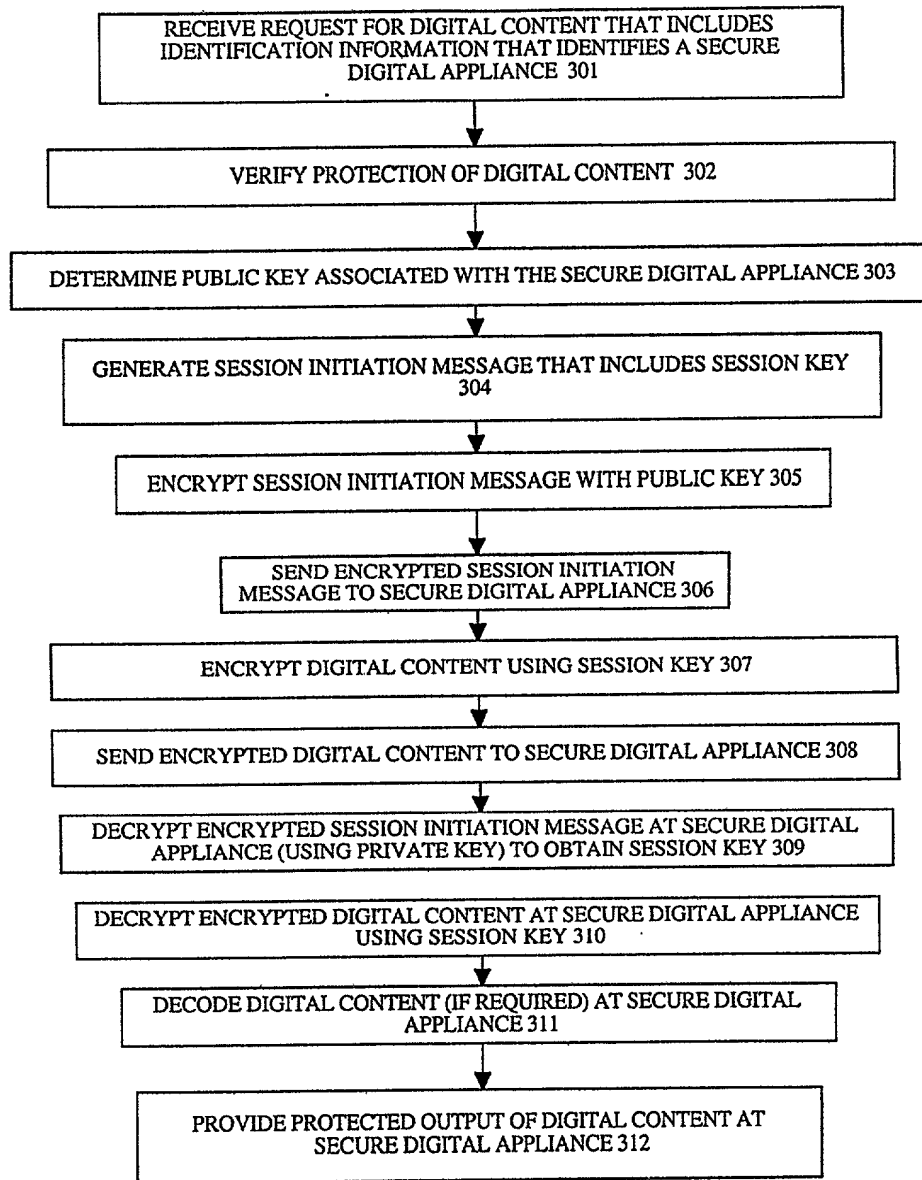 RECEIVE REQUEST FOR DIGITAL CONTENT THAT INCLUDES
IDENTIFICATION INFORMATION THAT IDENTIFIES A SECURE
DIGITAL APPLIANCE 301
VERIFY PROTECTION OF DIGITAL CONTENT 302
DETERMINE PUBLIC KEY ASSOCIATED WITH THE SECURE DIGITAL APPLIANCE 303
GENERATE SESSION INITIATION MESSAGE THAT INCLUDES SESSION KEY
304
ENCRYPT SESSION INITIATION MESSAGE WITH PUBLIC KEY 305
SEND ENCRYPTED SESSION INITIATION
MESSAGE TO SECURE DIGITAL APPLIANCE 306
ENCRYPT DIGITAL CONTENT USING SESSION KEY 307
SEND ENCRYPTED DIGITAL CONTENT TO SECURE DIGITAL APPLIANCE 308
DECRYPT ENCRYPTED SESSION INITIATION MESSAGE AT SECURE DIGITAL
APPLIANCE (USING PRIVATE KEY) TO OBTAIN SESSION KEY 309
DECRYPT ENCRYPTED DIGITAL CONTENT AT SECURE DIGITAL APPLIANCE
USING SESSION KEY 310
DECODE DIGITAL CONTENT (IF REQUIRED) AT SECURE DIGITAL
APPLIANCE 311
PROVIDE PROTECTED OUTPUT OF DIGITAL CONTENT AT
SECURE DIGITAL APPLIANCE 312